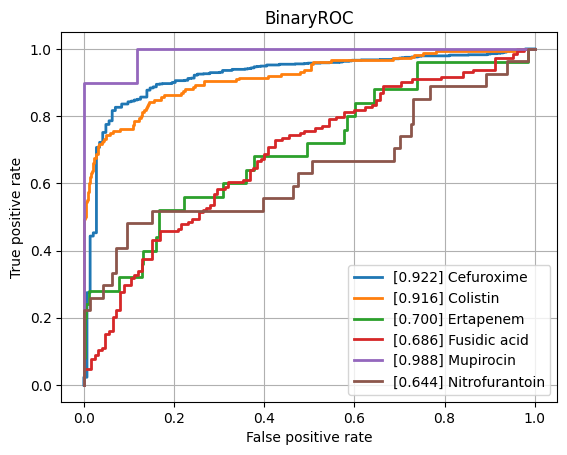 BinaryROC
True positive rate
1.0
0.8
0.6
0.4
0.2
0.0
[0.922] Cefuroxime
[0.916] Colistin
[0.700] Ertapenem
[0.686] Fusidic acid
[0.988] Mupirocin
[0.644] Nitrofurantoin
0.0 0.2 0.4 0.6 0.8 1.0
False positive rate